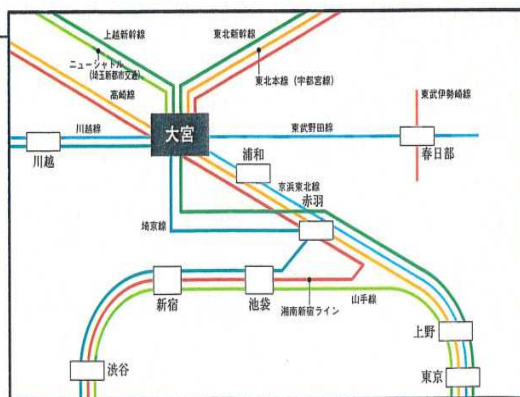 上越新幹線
東北新幹線
ニューシャトル
(埼玉新都市交通)
東北本線 (宇都宮線)
高崎線
東武伊勢崎線
川越線
大宮
東武野田線
川越
浦和
春日部
京浜東北線
赤羽
埼京線
新宿
池袋
湘南新宿ライン
山手線
上野
渋谷
東京